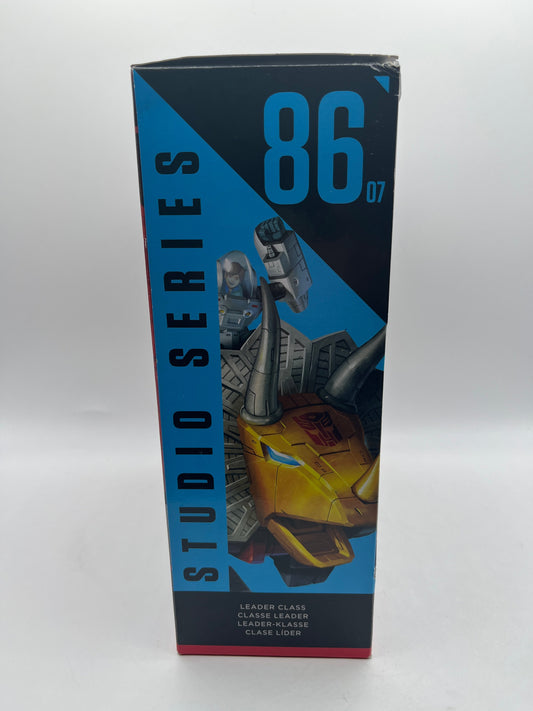 86
07
STUDIO SERIES
LEADER CLASS
CLASSE LEADER
LEADER-KLASSE
CLASE LÍDER